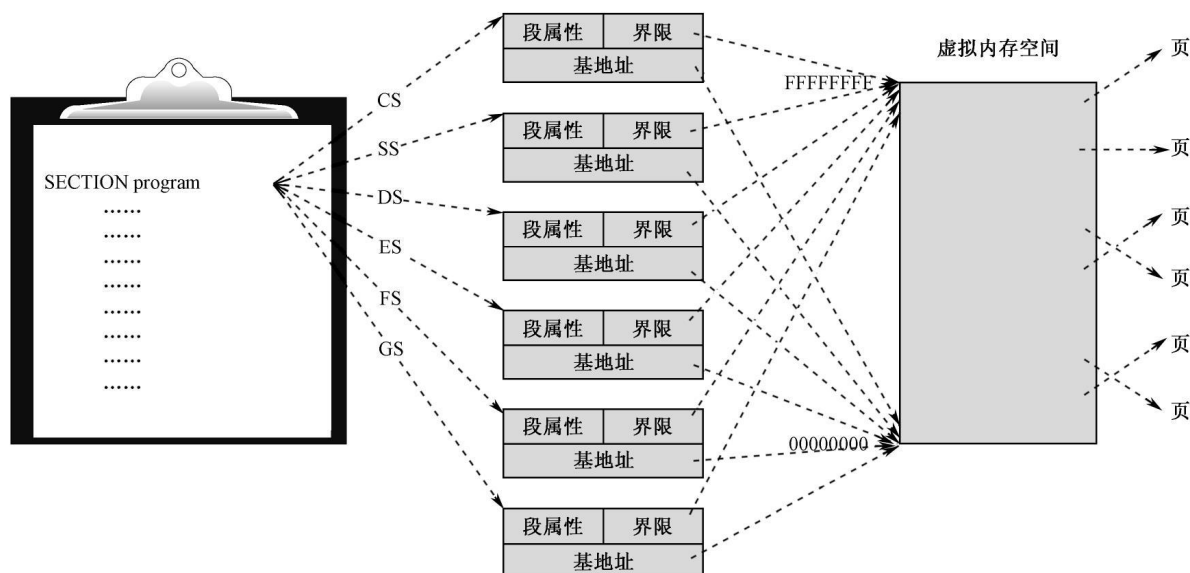 SECTION program
……
……
……
……
……
……
……
……
CS
SS
DS
ES
FS
GS
段属性 界限
基地址
段属性 界限
基地址
段属性 界限
基地址
段属性 界限
基地址
段属性 界限
基地址
段属性 界限
基地址
虚拟内存空间
FFFFFFFF
00000000
页
页
页
页
页
页